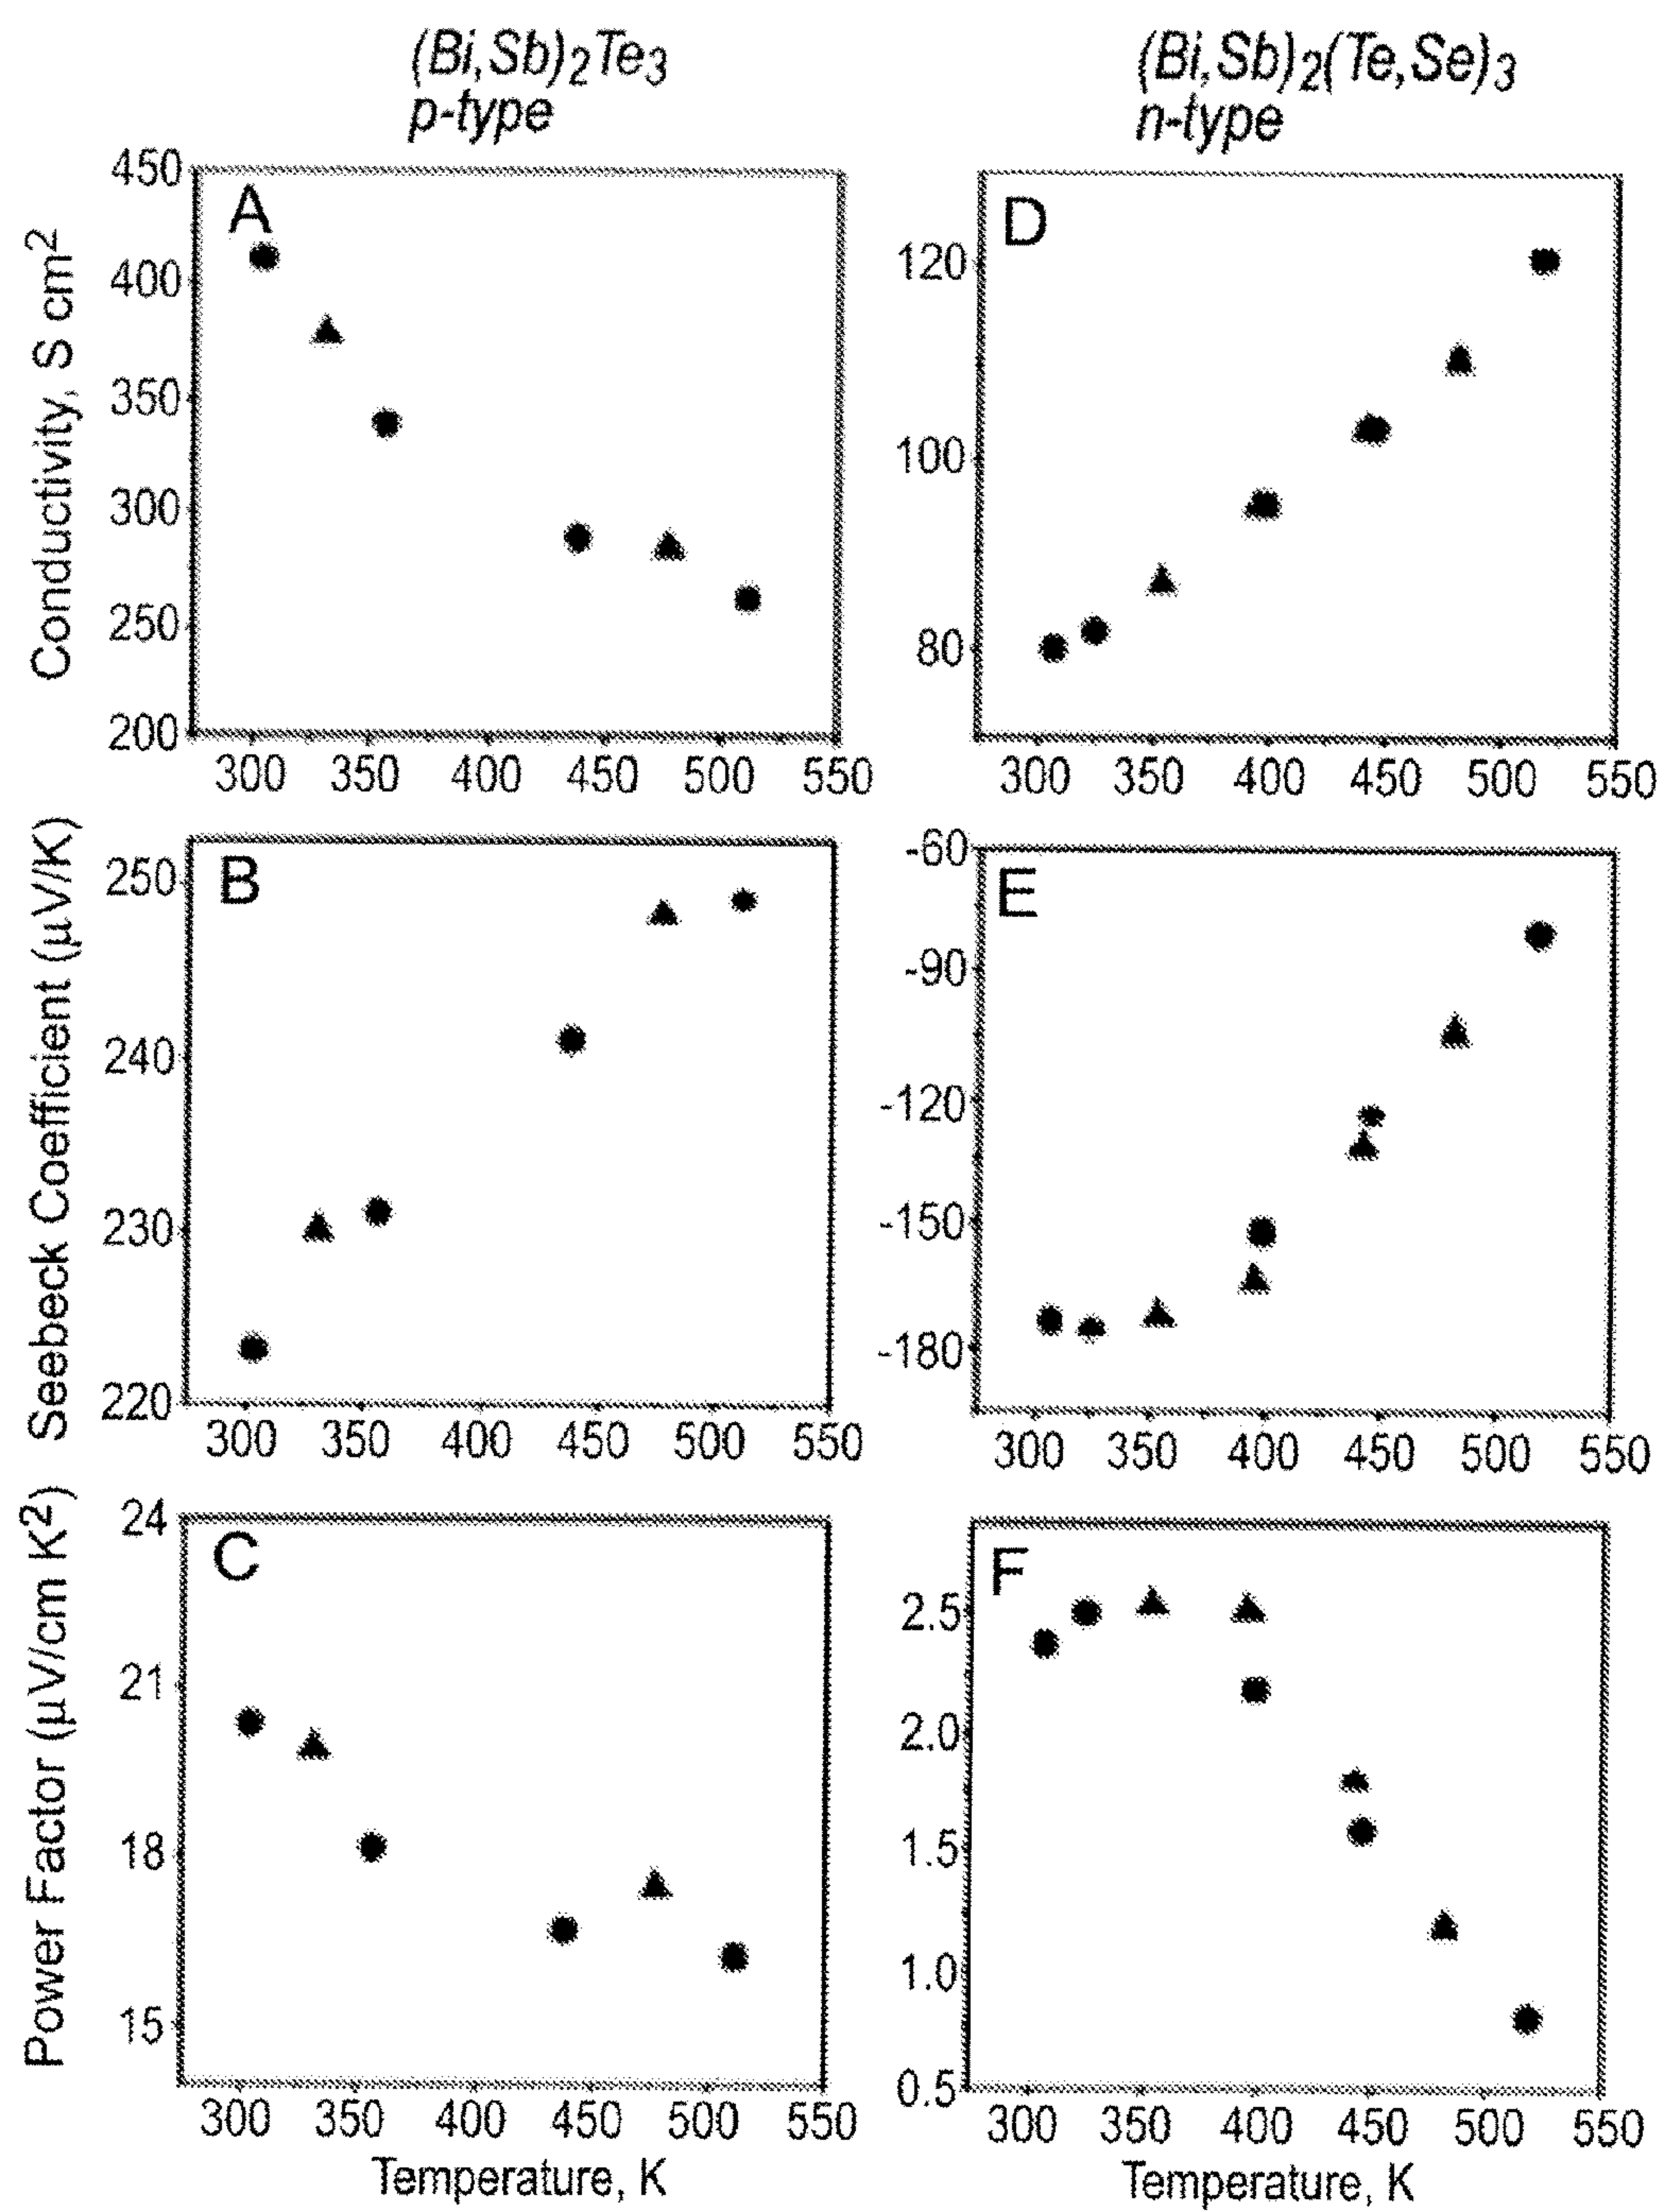 (Bi,Sb)2Te3
p-type
(Bi,Sb)2(Te,Se)3
n-type
Conductivity, S cm2
A
450
400
350
300
250
200
300 350 400 450 500 550
D
120
100
80
300 350 400 450 500 550
Seebeck Coefficient (μV/K)
B
250
240
230
220
300 350 400 450 500 550
E
-60
-90
-120
-150
-180
300 350 400 450 500 550
Power Factor (μV/cm K2)
C
24
21
18
15
300 350 400 450 500 550
Temperature, K
F
2.5
2.0
1.5
1.0
0.5
300 350 400 450 500 550
Temperature, K